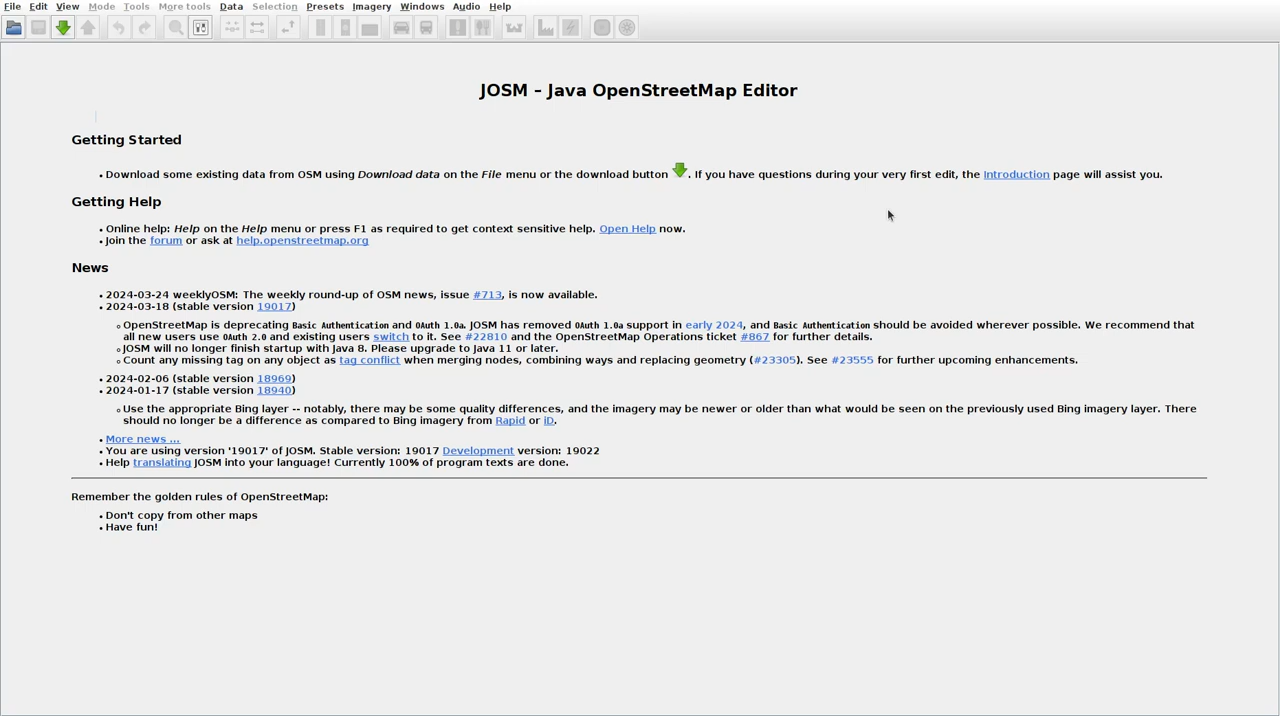 File Edit View Mode Tools More tools Data Selection Presets Imagery Windows Audio Help
JOSM – Java OpenStreetMap Editor
Getting Started
• Download some existing data from OSM using Download data on the File menu or the download button . If you have questions during your very first edit, the Introduction page will assist you.
Getting Help
• Online help: Help on the Help menu or press F1 as required to get context sensitive help. Open Help now.
• Join the forum or ask at help.openstreetmap.org
News
• 2024-03-24 weeklyOSM: The weekly round-up of OSM news, issue #713, is now available.
• 2024-03-18 (stable version 19017)
◦ OpenStreetMap is deprecating Basic Authentication and OAuth 1.0a. JOSM has removed OAuth 1.0a support in early 2024, and Basic Authentication should be avoided wherever possible. We recommend that
all new users use OAuth 2.0 and existing users switch to it. See #22810 and the OpenStreetMap Operations ticket #867 for further details.
◦ JOSM will no longer finish startup with Java 8. Please upgrade to Java 11 or later.
◦ Count any missing tag on any object as tag conflict when merging nodes, combining ways and replacing geometry (#23305). See #23555 for further upcoming enhancements.
• 2024-02-06 (stable version 18969)
• 2024-01-17 (stable version 18940)
◦ Use the appropriate Bing layer -- notably, there may be some quality differences, and the imagery may be newer or older than what would be seen on the previously used Bing imagery layer. There
should no longer be a difference as compared to Bing imagery from Rapid or iD.
• More news ...
• You are using version '19017' of JOSM. Stable version: 19017 Development version: 19022
• Help translating JOSM into your language! Currently 100% of program texts are done.
Remember the golden rules of OpenStreetMap:
• Don't copy from other maps
• Have fun!